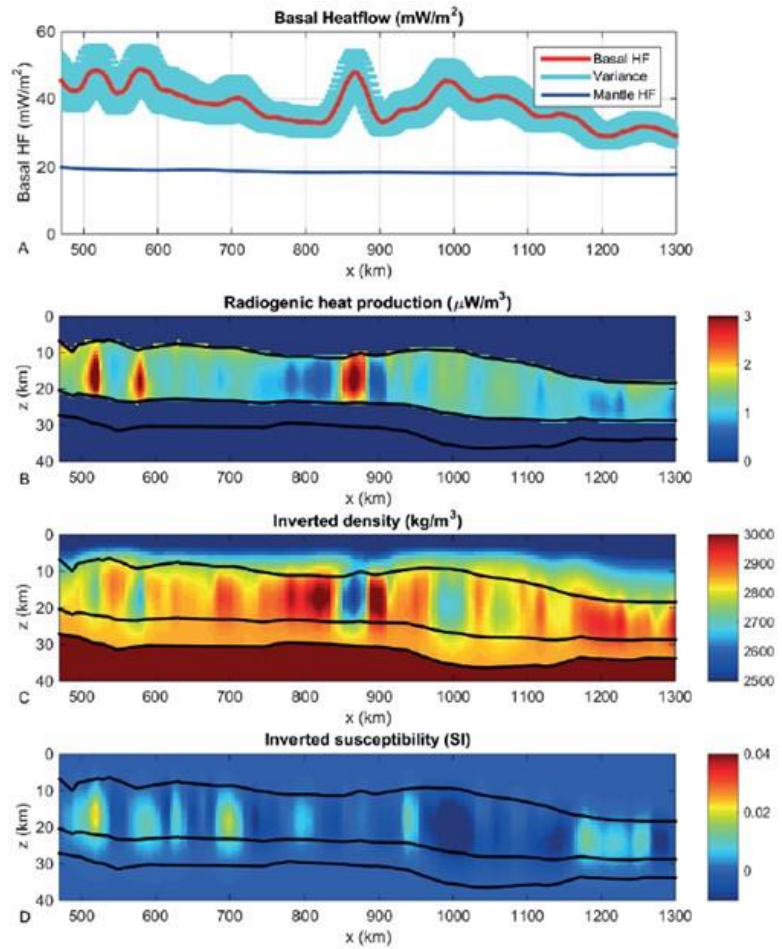 Basal Heatflow (mW/m²)
Basal HF (mW/m²)
60
40
20
0
Basal HF
Variance
Mantle HF
500 600 700 800 900 1000 1100 1200 1300
x (km)
A
Radiogenic heat production (μW/m³)
z (km)
0
10
20
30
40
3
2
1
0
500 600 700 800 900 1000 1100 1200 1300
x (km)
B
Inverted density (kg/m³)
z (km)
0
10
20
30
40
3000
2900
2800
2700
2600
2500
500 600 700 800 900 1000 1100 1200 1300
x (km)
C
Inverted susceptibility (SI)
z (km)
0
10
20
30
40
0.04
0.02
0
500 600 700 800 900 1000 1100 1200 1300
x (km)
D